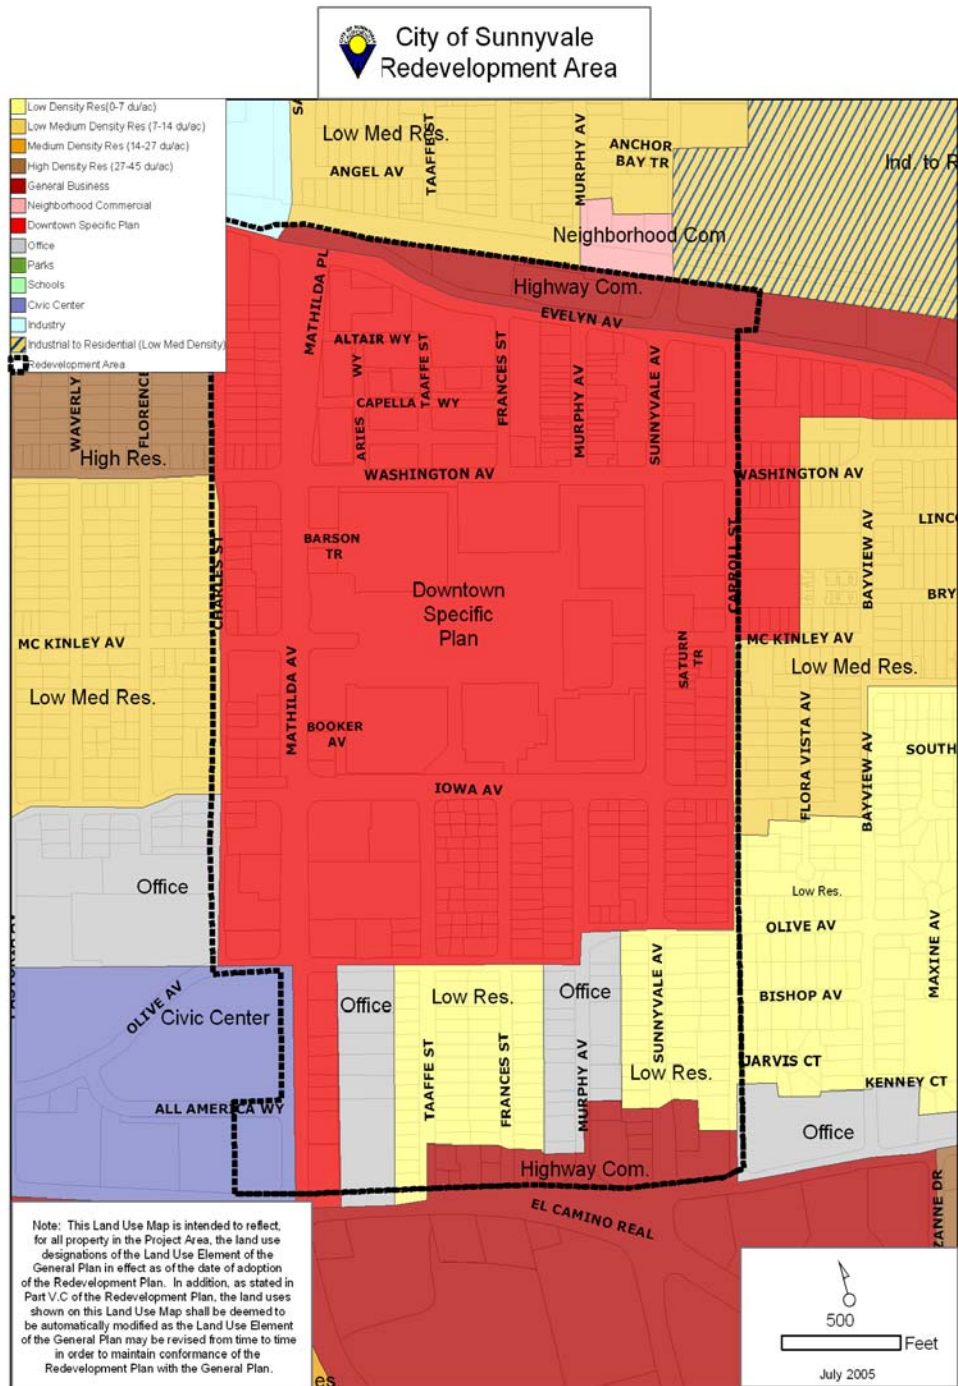 City of Sunnyvale
Redevelopment Area
Low Density Res(0-7 du/ac)
Low Medium Density Res (7-14 du/ac)
Medium Density Res (14-27 du/ac)
High Density Res (27-45 du/ac)
General Business
Neighborhood Commercial
Downtown Specific Plan
Office
Parks
Schools
Civic Center
Industry
Industrial to Residential (Low Med Density)
Redevelopment Area
Low Med Res.
ANGEL AV
TAAFFE ST
MURPHY AV
ANCHOR
BAY TR
Ind. to R
Neighborhood Com
Highway Com.
EVELYN AV
MATHILDA PL
ALTAIR WY
WY
ARIES
TAAFFE ST
CAPELLA WY
FRANCES ST
MURPHY AV
SUNNYVALE AV
WAVERLY
FLORENCE
High Res.
WASHINGTON AV
WASHINGTON AV
BARSON
TR
CHARLES ST
CARROLL ST
BAYVIEW AV
LINC
BRY
Downtown
Specific
Plan
MC KINLEY AV
MC KINLEY AV
SATURN
TR
Low Med Res.
Low Med Res.
MATHILDA AV
BOOKER
AV
FLORA VISTA AV
BAYVIEW AV
SOUTH
IOWA AV
Office
Low Res.
OLIVE AV
MAXINE AV
OLIVE AV
Civic Center
Office
Low Res.
Office
SUNNYVALE AV
BISHOP AV
TAAFFE ST
FRANCES ST
MURPHY AV
Low Res.
JARVIS CT
KENNEY CT
ALL AMERICA WY
Office
Highway Com.
EL CAMINO REAL
ZANNE DR
Note: This Land Use Map is intended to reflect,
for all property in the Project Area, the land use
designations of the Land Use Element of the
General Plan in effect as of the date of adoption
of the Redevelopment Plan. In addition, as stated in
Part V.C of the Redevelopment Plan, the land uses
shown on this Land Use Map shall be deemed to
be automatically modified as the Land Use Element
of the General Plan may be revised from time to time
in order to maintain conformance of the
Redevelopment Plan with the General Plan.
es
500
Feet
July 2005